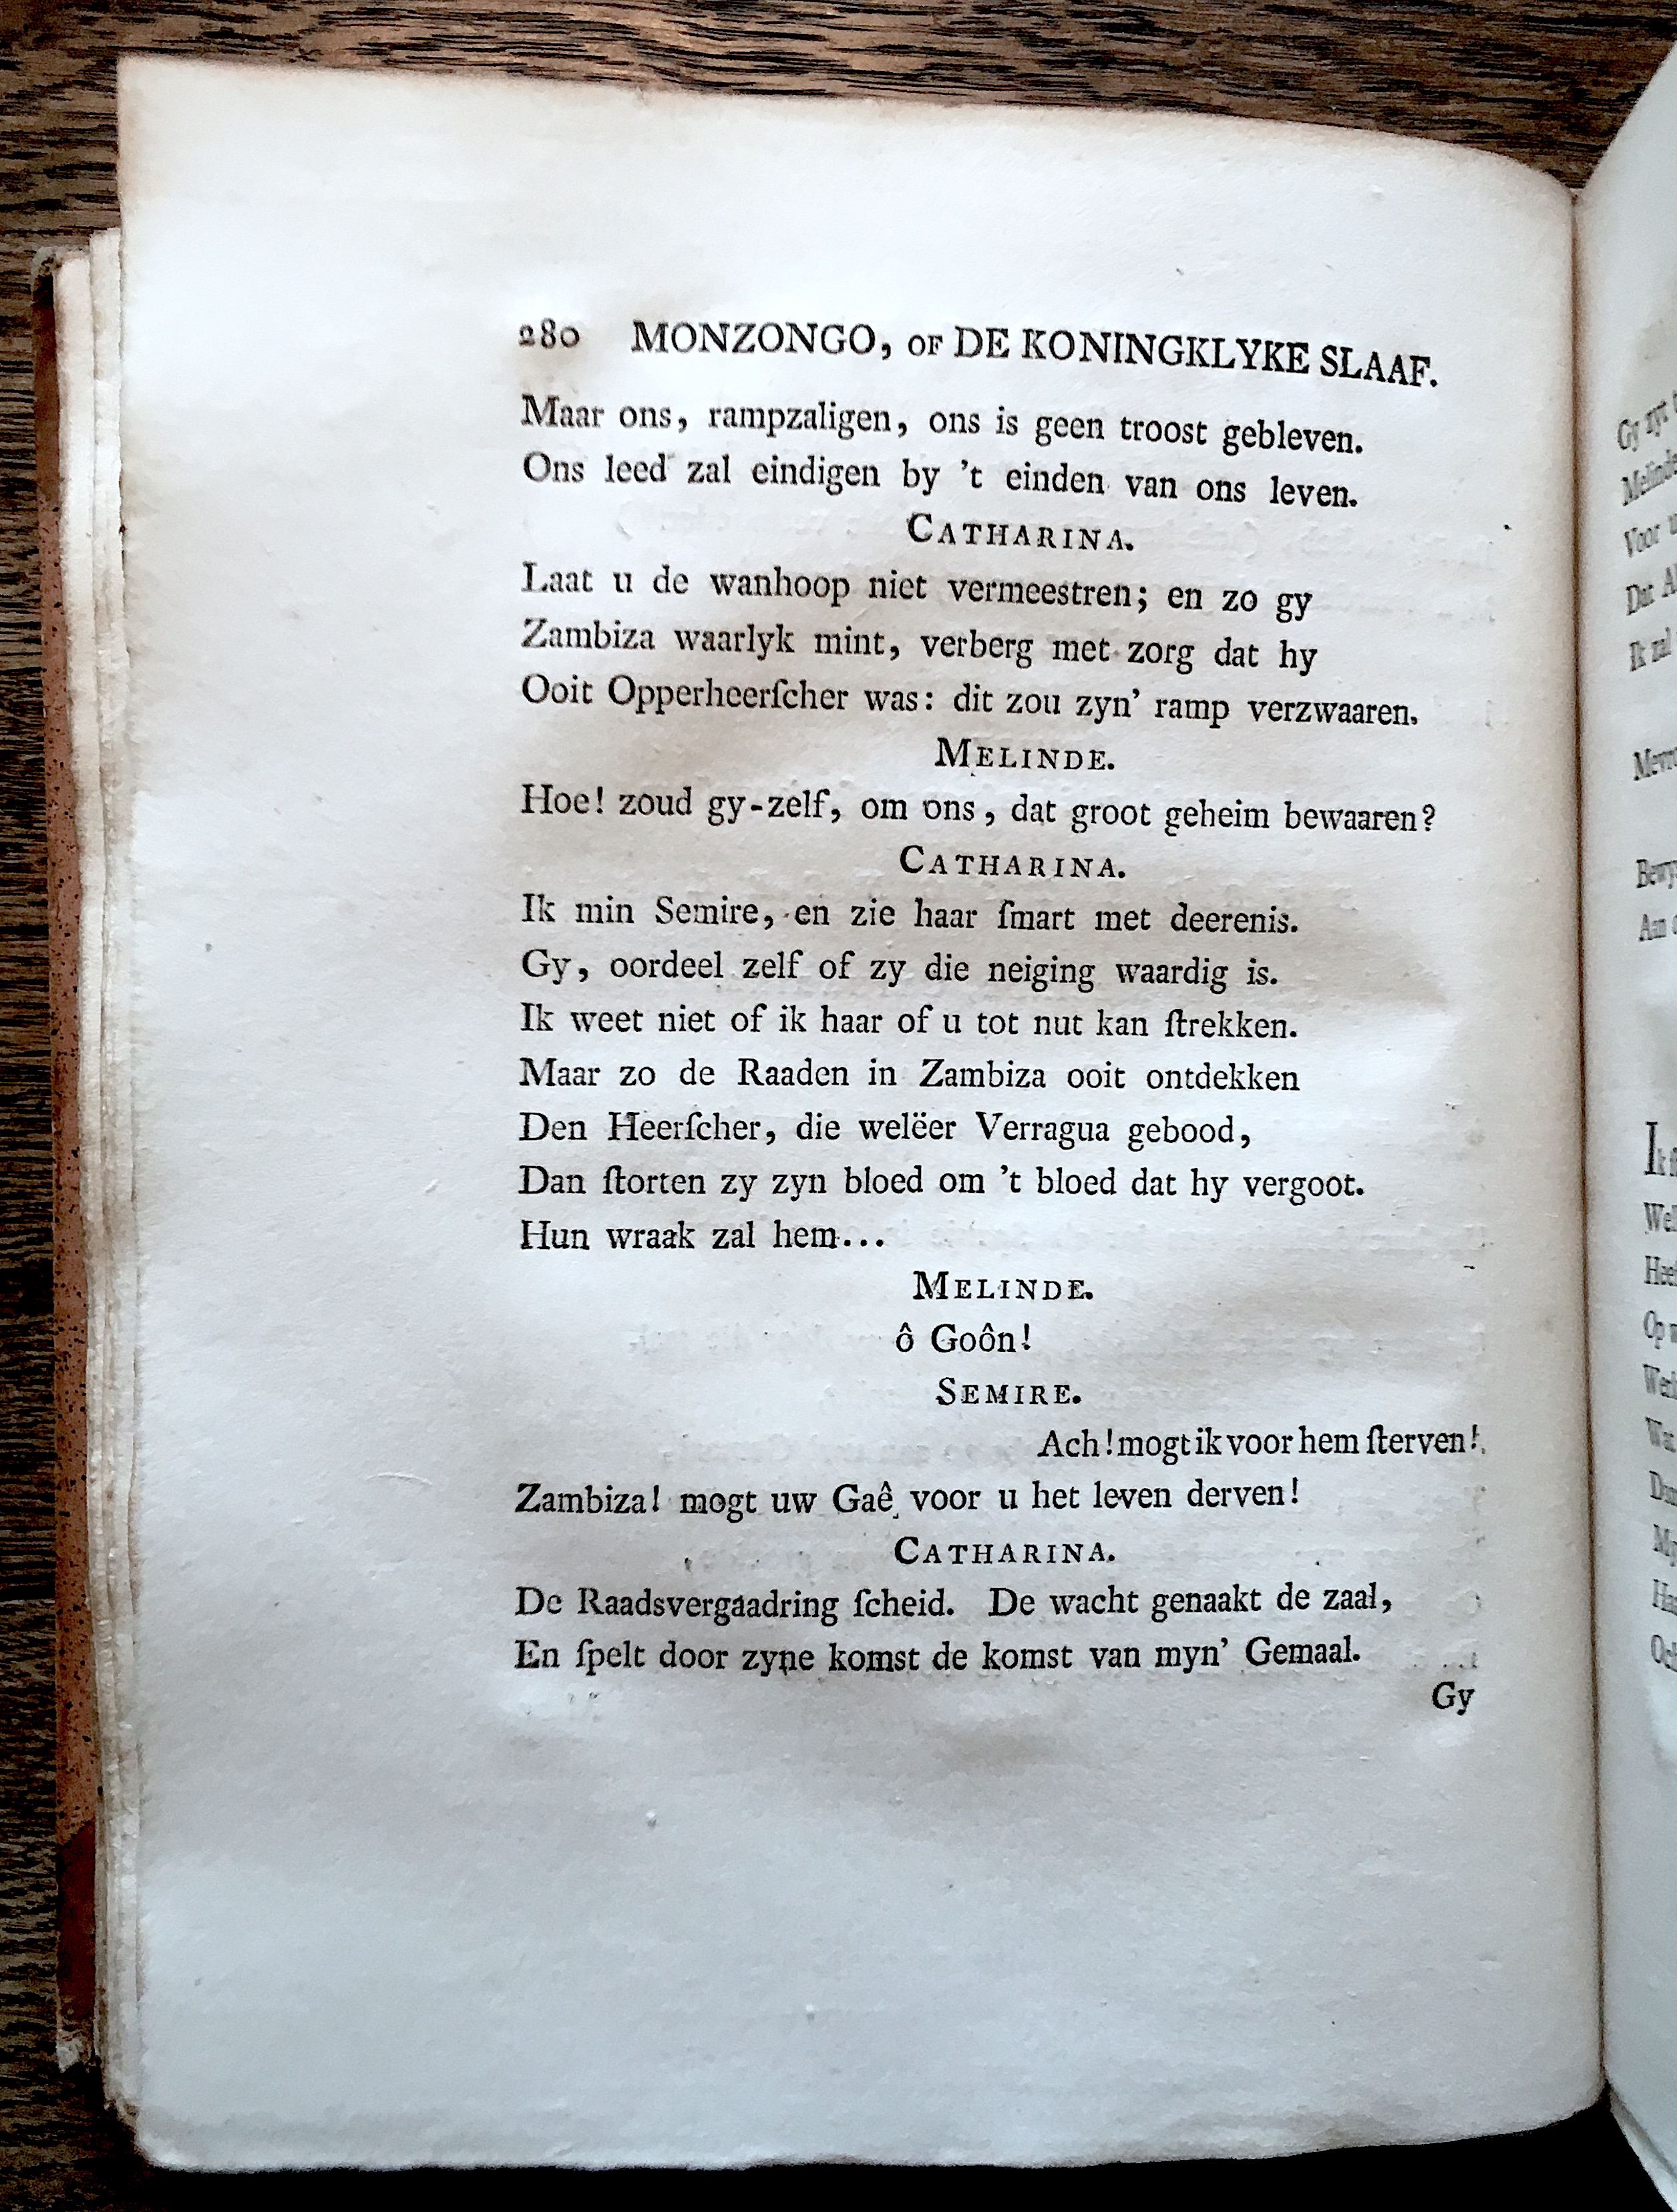 280 MONZONGO, OF DE KONINGKLYKE SLAAF.
Maar ons, rampzaligen, ons is geen troost gebleven.
Ons leed zal eindigen by 't einden van ons leven.
CATHARINA.
Laat u de wanhoop niet vermeestren; en zo gy
Zambiza waarlyk mint, verberg met zorg dat hy
Ooit Opperheerſcher was: dit zou zyn' ramp verzwaaren.
MELINDE.
Hoe! zoud gy-zelf, om ons, dat groot geheim bewaaren?
CATHARINA.
Ik min Semire, en zie haar ſmart met deerenis.
Gy, oordeel zelf of zy die neiging waardig is.
Ik weet niet of ik haar of u tot nut kan ſtrekken.
Maar zo de Raaden in Zambiza ooit ontdekken
Den Heerſcher, die welëer Verragua gebood,
Dan ſtorten zy zyn bloed om 't bloed dat hy vergoot.
Hun wraak zal hem...
MELINDE.
ô Goôn!
SEMIRE.
Ach! mogt ik voor hem ſterven!
Zambiza! mogt uw Gaê voor u het leven derven!
CATHARINA.
De Raadsvergaadring ſcheid. De wacht genaakt de zaal,
En ſpelt door zyne komst de komst van myn' Gemaal.
Gy
Gy zyt
Voor
Ik zal
Aan